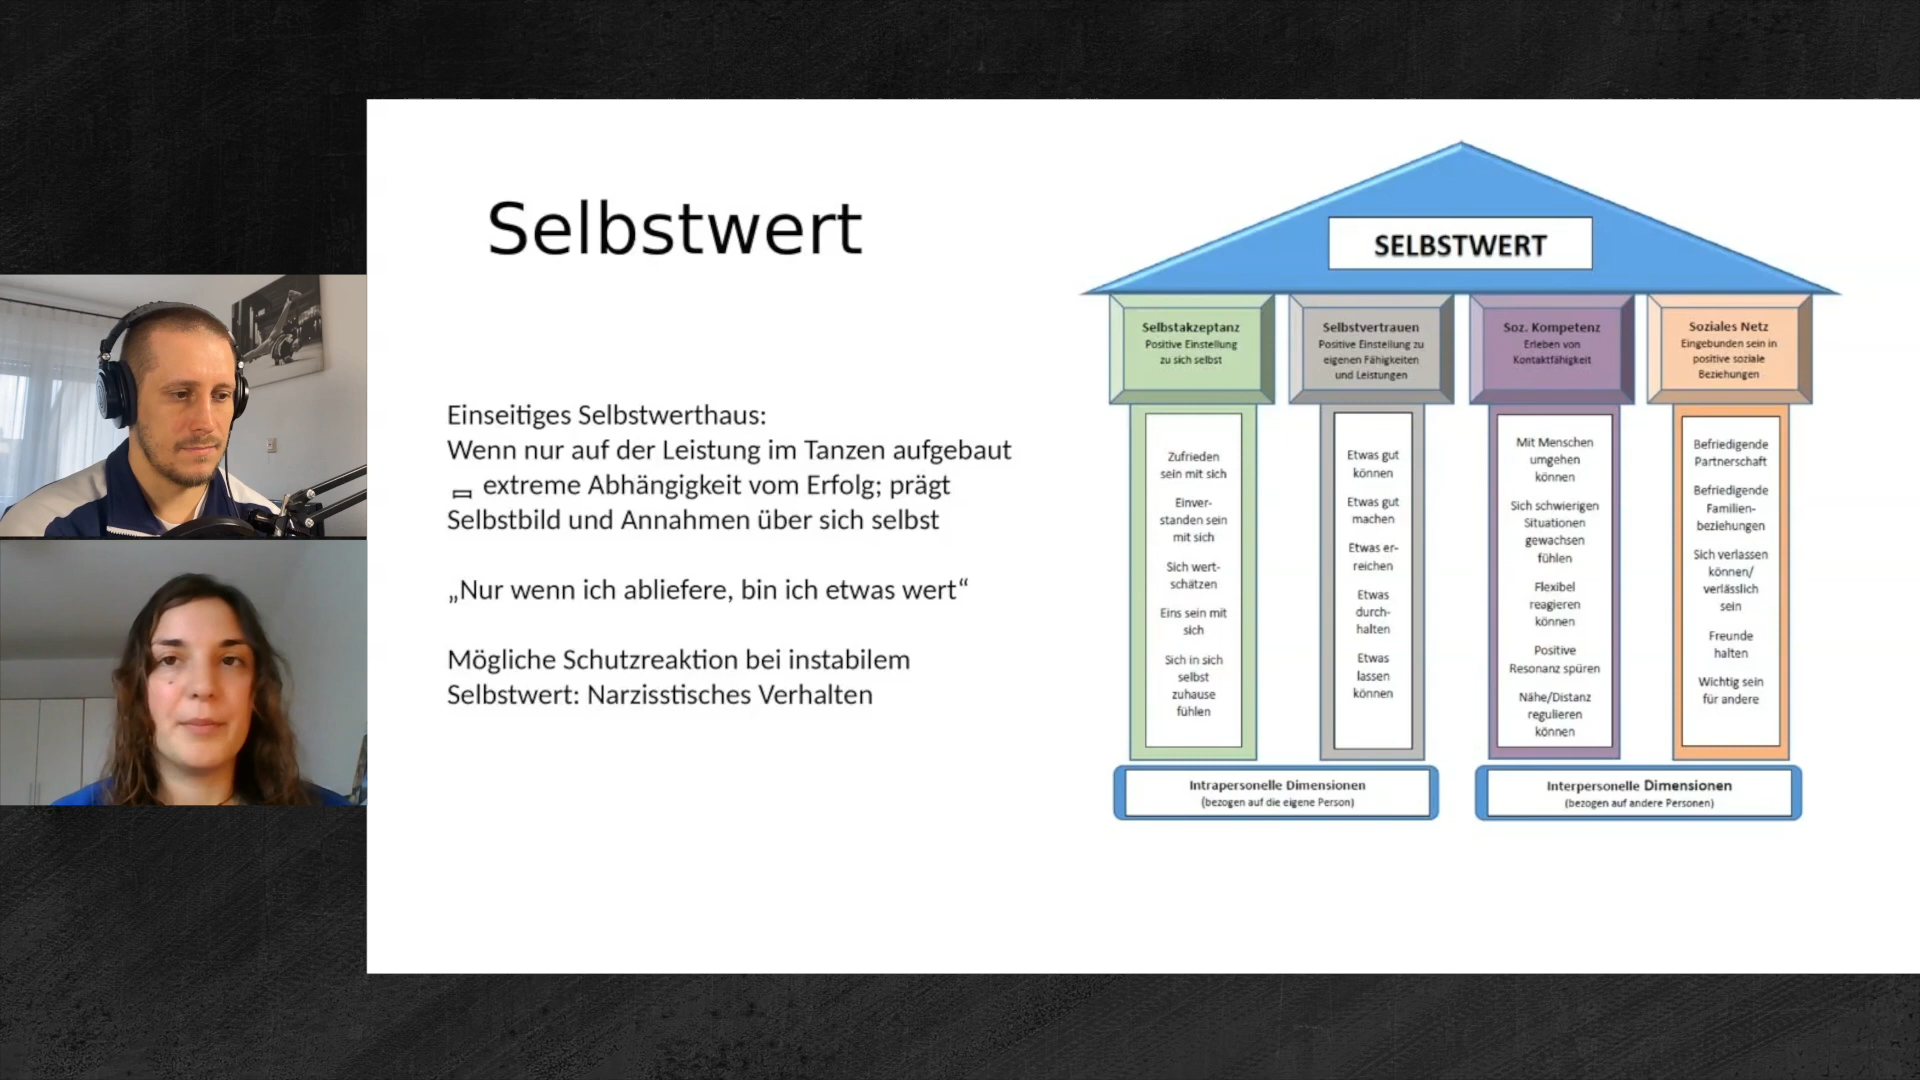 Selbstwert
Einseitiges Selbstwerthaus:
Wenn nur auf der Leistung im Tanzen aufgebaut
extreme Abhängigkeit vom Erfolg; prägt
Selbstbild und Annahmen über sich selbst
„Nur wenn ich abliefere, bin ich etwas wert“
Mögliche Schutzreaktion bei instabilem
Selbstwert: Narzisstisches Verhalten
SELBSTWERT
Selbstakzeptanz
Positive Einstellung
zu sich selbst
Zufrieden
sein mit sich
Einver-
standen sein
mit sich
Sich wert-
schätzen
Eins sein mit
sich
Sich in sich
selbst
zuhause
fühlen
Selbstvertrauen
Positive Einstellung zu
eigenen Fähigkeiten
und Leistungen
Etwas gut
können
Etwas gut
machen
Etwas er-
reichen
Etwas
durch-
halten
Etwas
lassen
können
Soz. Kompetenz
Erleben von
Kontaktfähigkeit
Mit Menschen
umgehen
können
Sich schwierigen
Situationen
gewachsen
fühlen
Flexibel
reagieren
können
Positive
Resonanz spüren
Nähe/Distanz
regulieren
können
Soziales Netz
Eingebunden sein in
positive soziale
Beziehungen
Befriedigende
Partnerschaft
Befriedigende
Familien-
beziehungen
Sich verlassen
können/
verlässlich
sein
Freunde
halten
Wichtig sein
für andere
Intrapersonelle Dimensionen
(bezogen auf die eigene Person)
Interpersonelle Dimensionen
(bezogen auf andere Personen)